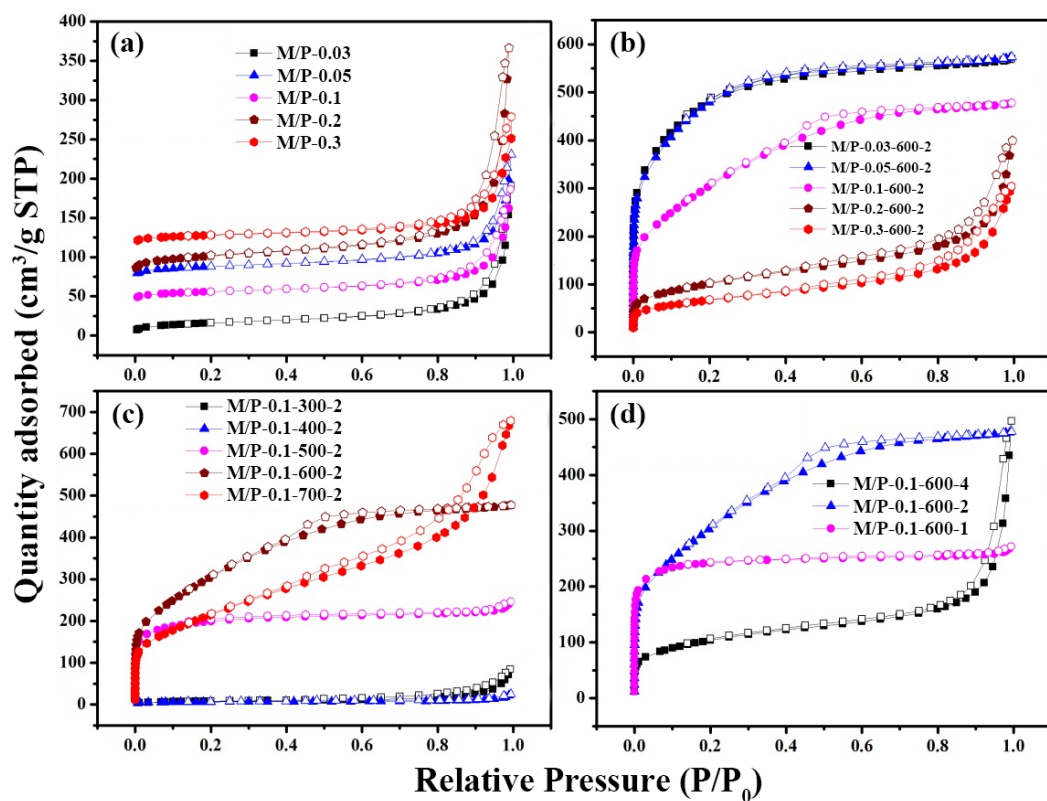 Quantity adsorbed (cm³/g STP)
(a)
M/P-0.03
M/P-0.05
M/P-0.1
M/P-0.2
M/P-0.3
400
350
300
250
200
150
100
50
0
0.0 0.2 0.4 0.6 0.8 1.0
(b)
M/P-0.03-600-2
M/P-0.05-600-2
M/P-0.1-600-2
M/P-0.2-600-2
M/P-0.3-600-2
600
500
400
300
200
100
0
0.0 0.2 0.4 0.6 0.8 1.0
(c)
M/P-0.1-300-2
M/P-0.1-400-2
M/P-0.1-500-2
M/P-0.1-600-2
M/P-0.1-700-2
700
600
500
400
300
200
100
0
0.0 0.2 0.4 0.6 0.8 1.0
(d)
M/P-0.1-600-4
M/P-0.1-600-2
M/P-0.1-600-1
500
400
300
200
100
0
0.0 0.2 0.4 0.6 0.8 1.0
Relative Pressure (P/P₀)